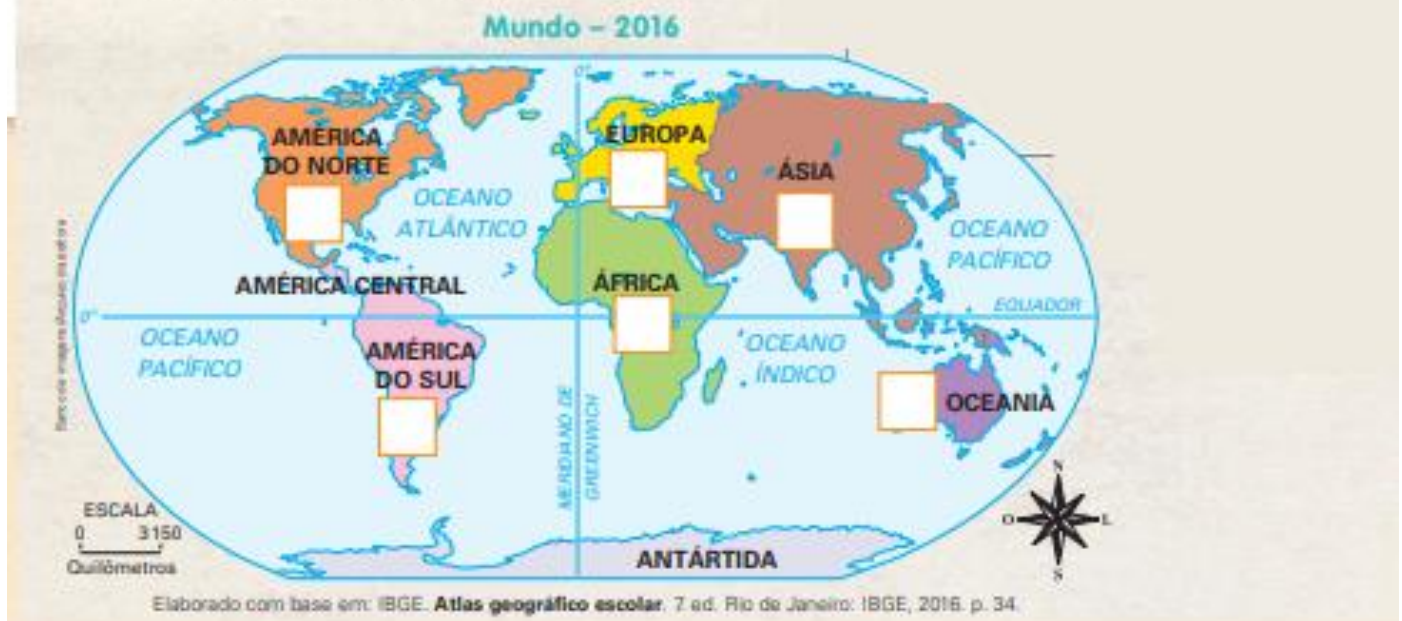 Mundo – 2016
0°
AMÉRICA
DO NORTE
EUROPA
ÁSIA
OCEANO
ATLÂNTICO
OCEANO
PACÍFICO
AMÉRICA CENTRAL
ÁFRICA
EQUADOR
0°
OCEANO
PACÍFICO
AMÉRICA
DO SUL
OCEANO
ÍNDICO
OCEANIA
MERIDIANO DE
GREENWICH
N
O
L
S
ESCALA
0 3150
Quilômetros
ANTÁRTIDA
Elaborado com base em: IBGE. Atlas geográfico escolar. 7 ed. Rio de Janeiro: IBGE, 2016. p. 34.